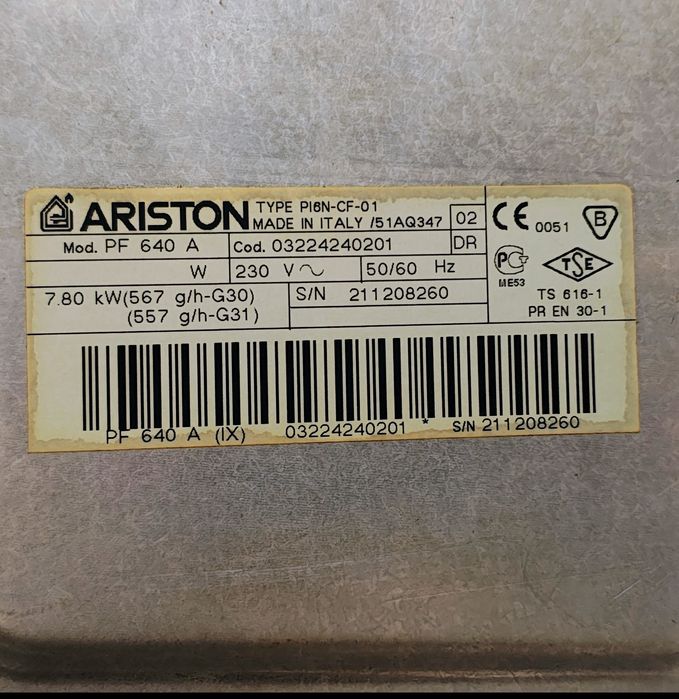 ARISTON TYPE PI6N-CF-01
MADE IN ITALY /51AQ347 02
CE 0051 B
Mod. PF 640 A Cod. 03224240201 DR
W 230 V~ 50/60 Hz
PG ME53 TSE
7.80 kW(567 g/h-G30) S/N 211208260
(557 g/h-G31)
TS 616-1
PR EN 30-1
PF 640 A (IX) 03224240201 * S/N 211208260